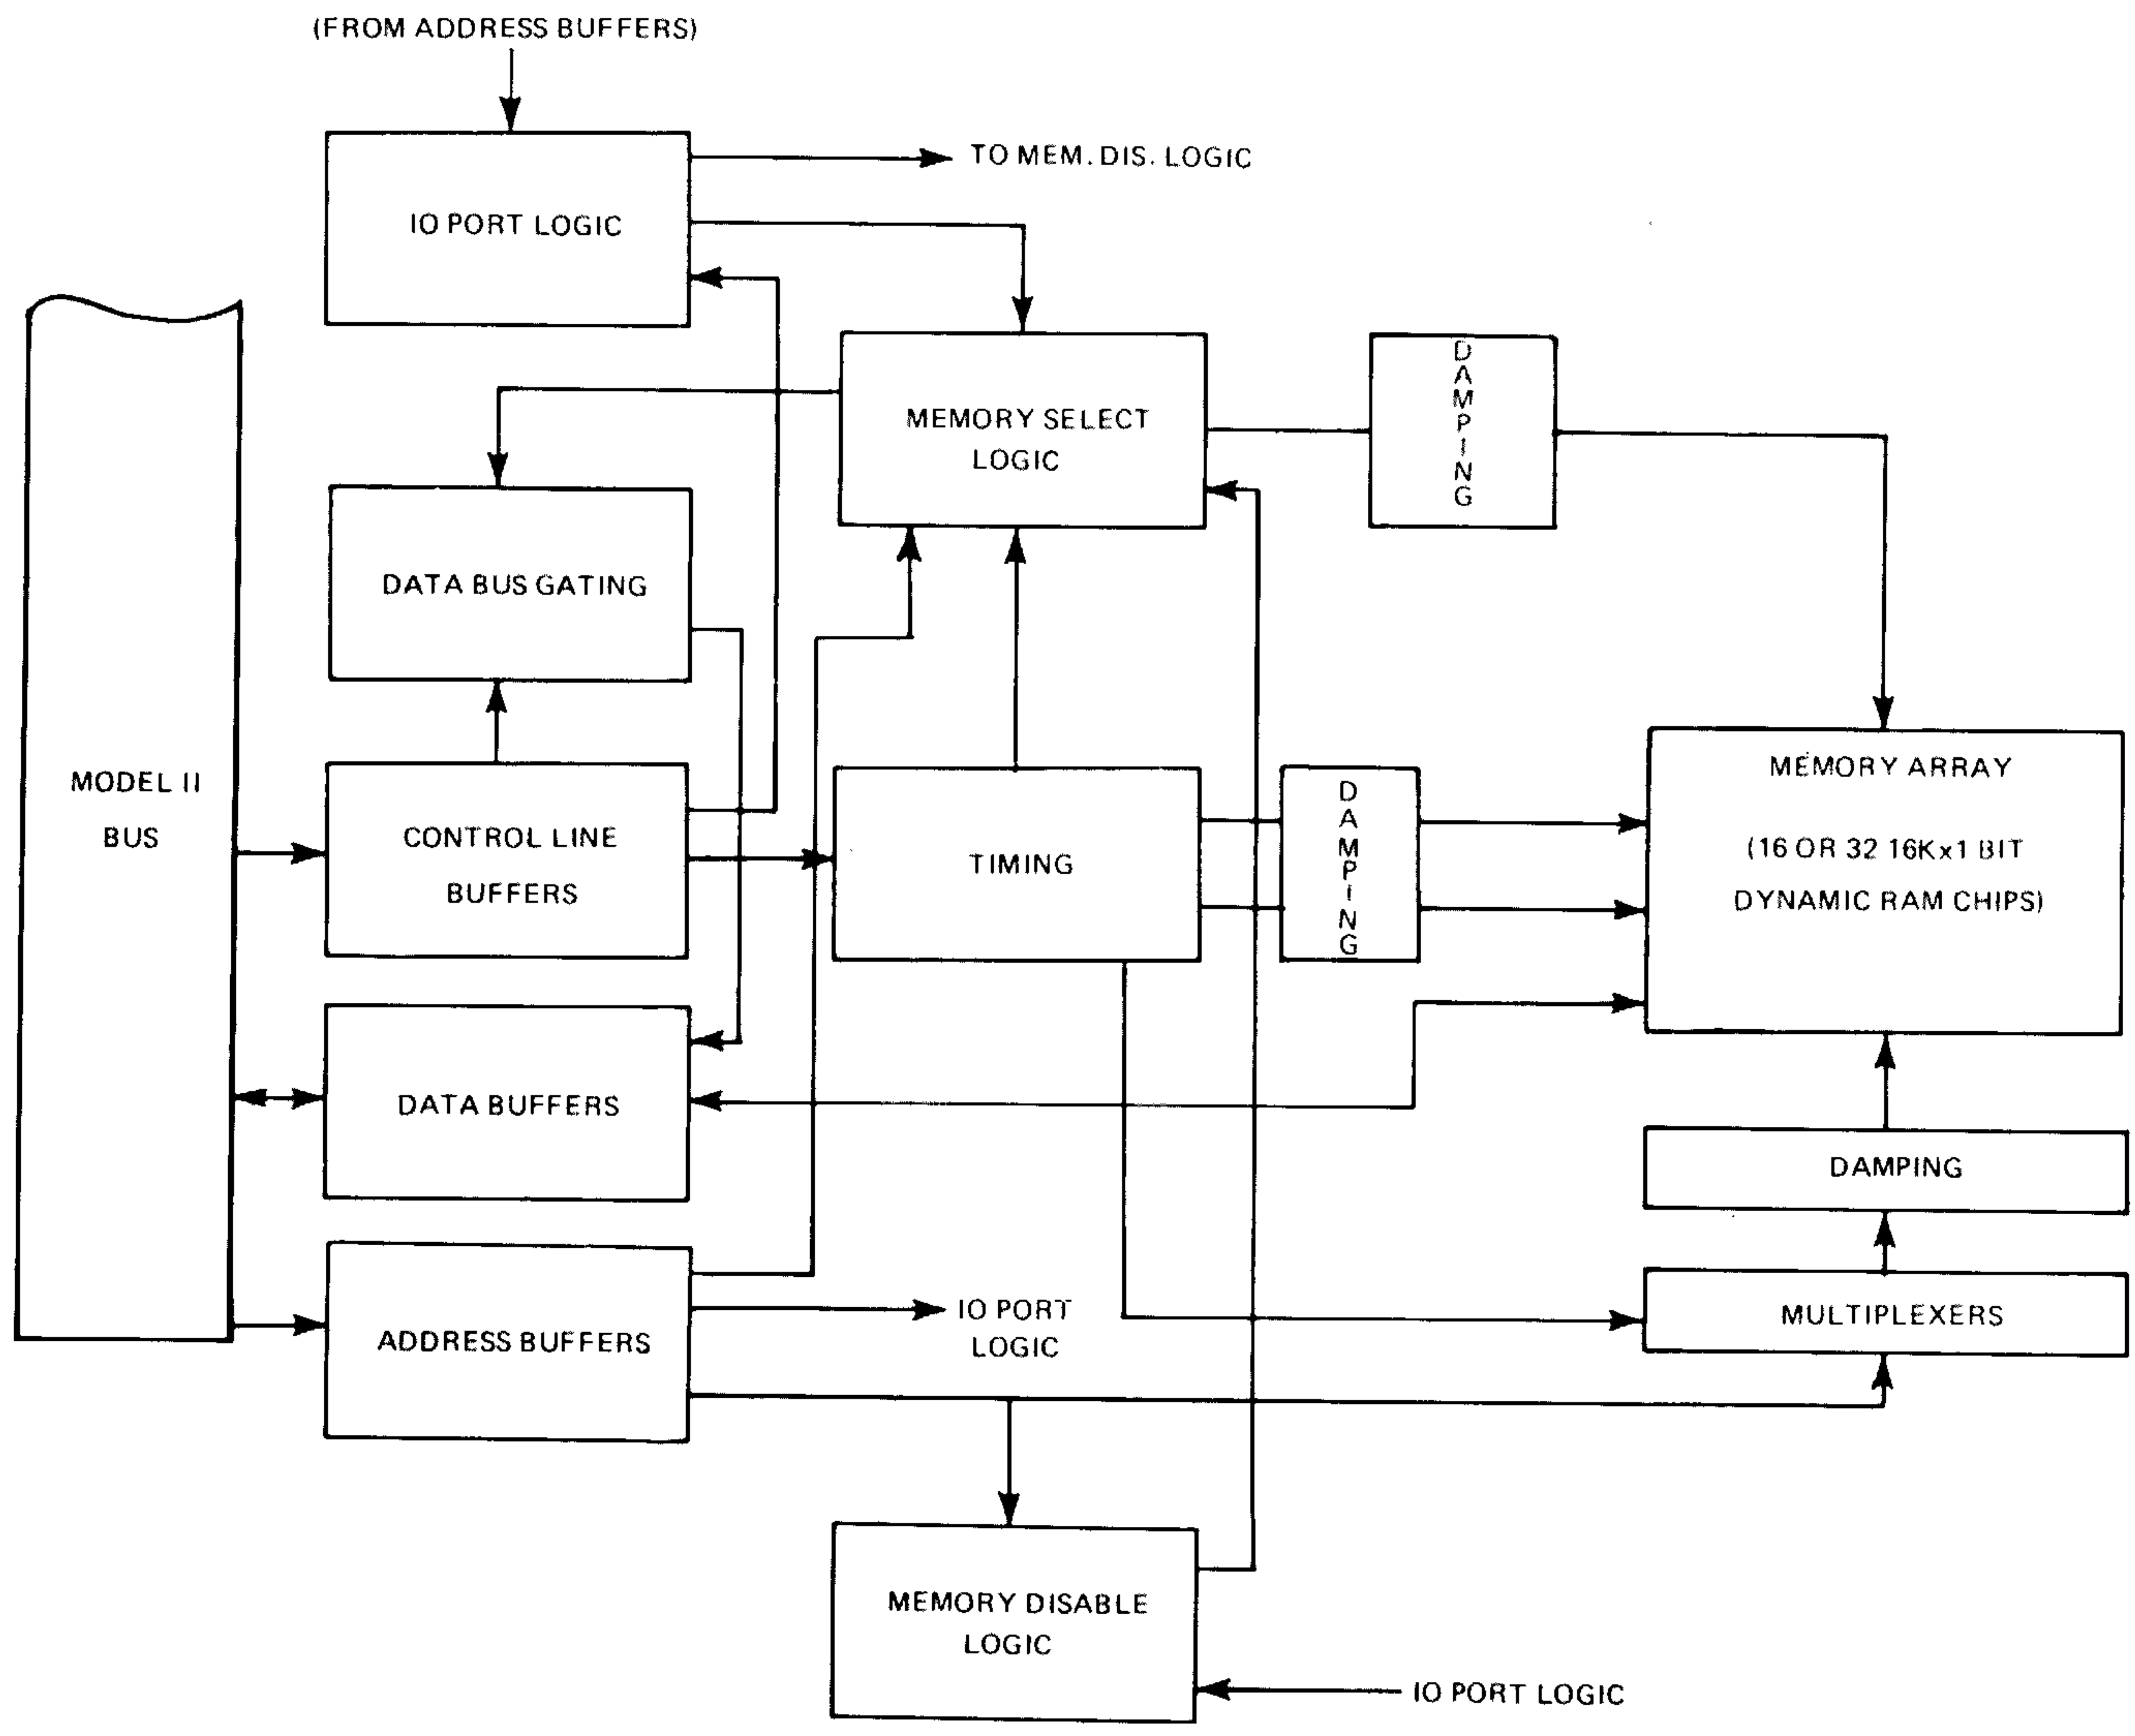 (FROM ADDRESS BUFFERS)
TO MEM. DIS. LOGIC
IO PORT LOGIC
MEMORY SELECT
LOGIC
DAMPING
DATA BUS GATING
MODEL II
BUS
CONTROL LINE
BUFFERS
TIMING
DAMPING
MEMORY ARRAY
(16 OR 32 16Kx1 BIT
DYNAMIC RAM CHIPS)
DATA BUFFERS
DAMPING
ADDRESS BUFFERS
IO PORT
LOGIC
MULTIPLEXERS
MEMORY DISABLE
LOGIC
IO PORT LOGIC